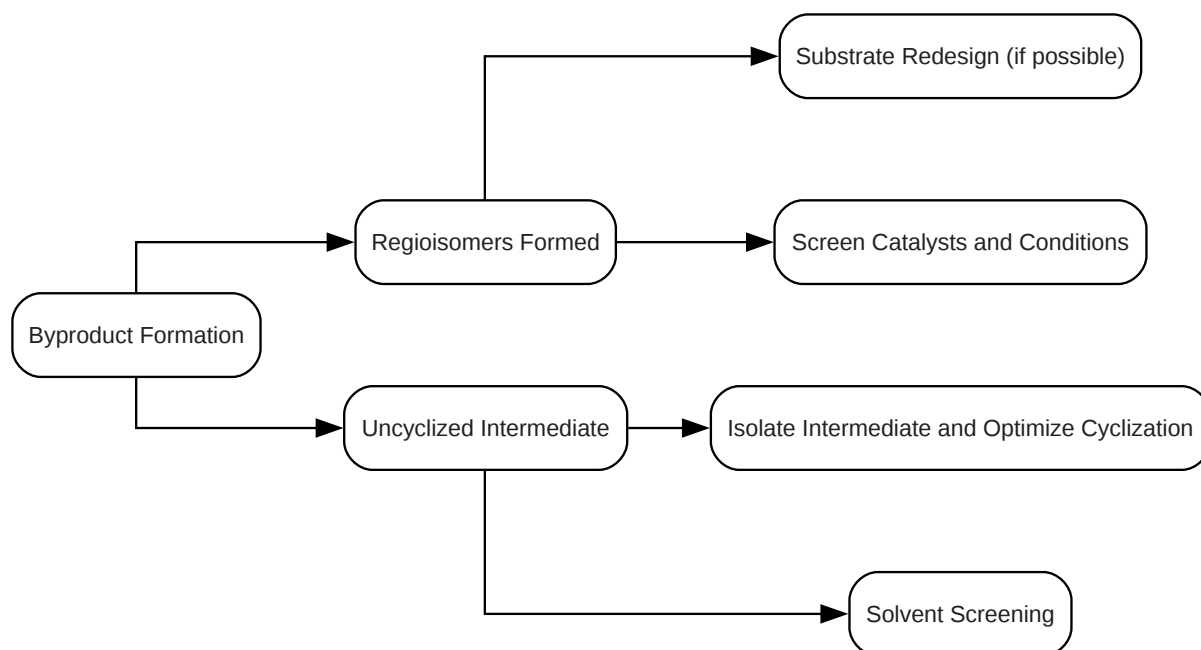 Substrate Redesign (if possible)
Regioisomers Formed
Screen Catalysts and Conditions
Byproduct Formation
Uncyclized Intermediate
Isolate Intermediate and Optimize Cyclization
Solvent Screening